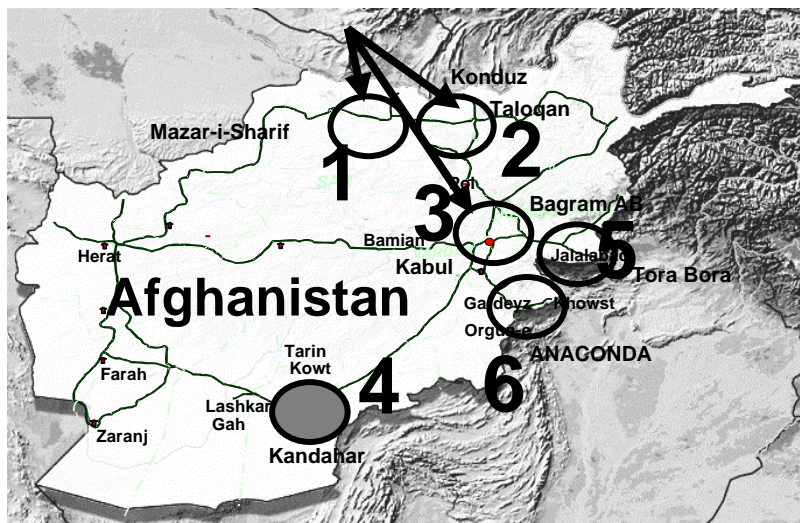 Konduz
Taloqan
Mazar-i-Sharif
2
1
Bagram AB
3
Bamian
5
Jalalabad
Herat
Kabul
Tora Bora
Afghanistan
Gardeyz
Khowst
Orgun-e
ANACONDA
Tarin
Kowt
6
4
Farah
Lashkar
Gah
Zaranj
Kandahar